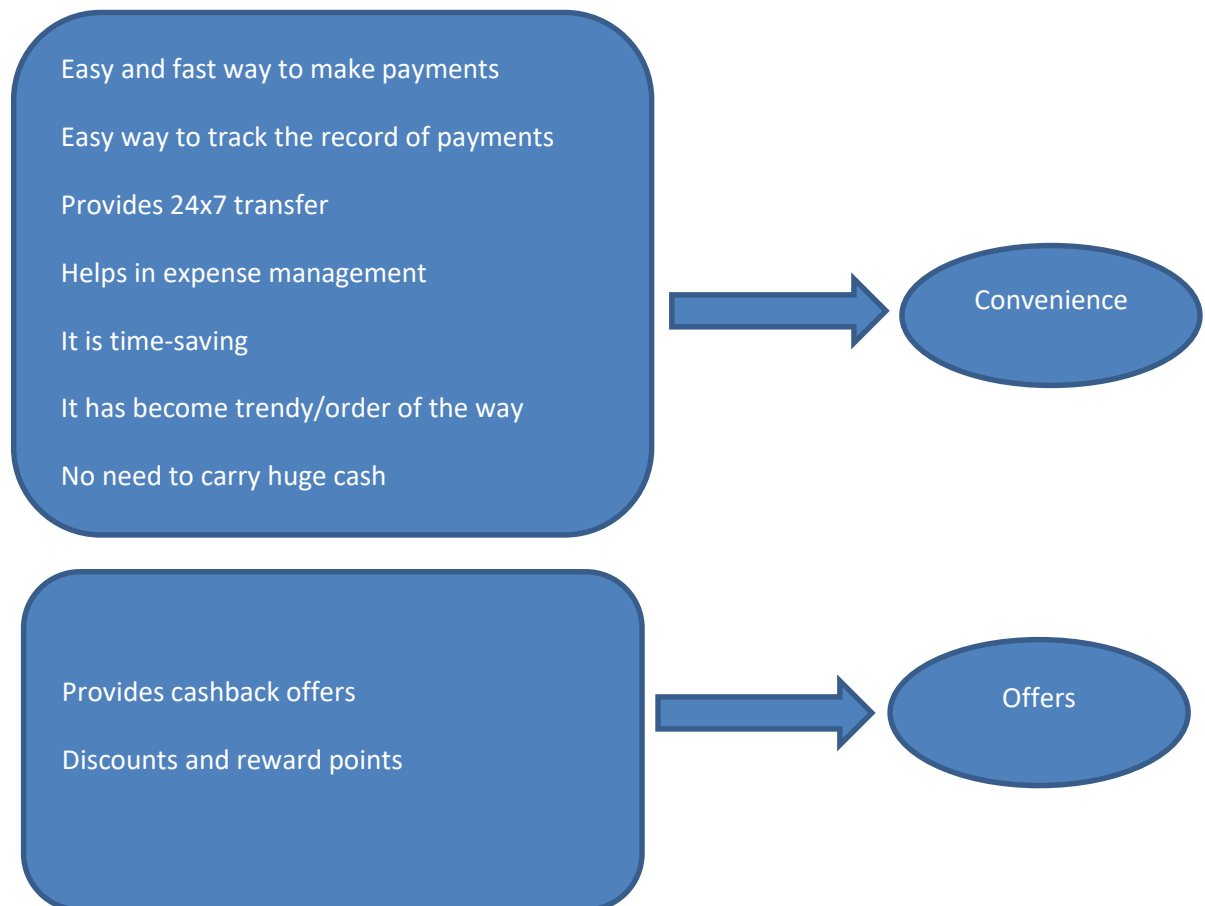 Easy and fast way to make payments
Easy way to track the record of payments
Provides 24x7 transfer
Helps in expense management
It is time-saving
It has become trendy/order of the way
No need to carry huge cash
Convenience
Provides cashback offers
Discounts and reward points
Offers